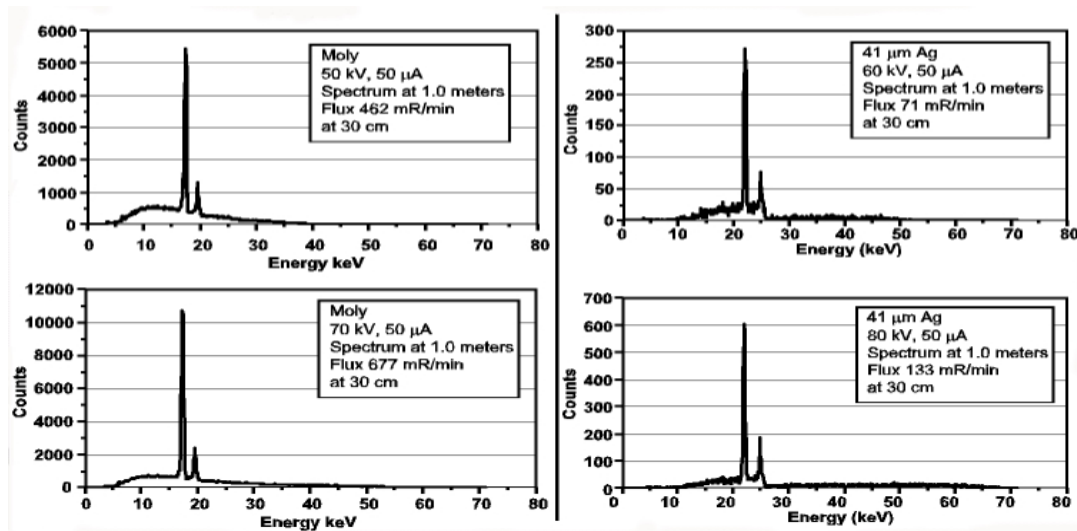 6000
5000
4000
3000
2000
1000
0
Counts
Moly
50 kV, 50 µA
Spectrum at 1.0 meters
Flux 462 mR/min
at 30 cm
0 10 20 30 40 50 60 70 80
Energy keV
300
250
200
150
100
50
0
Counts
41 µm Ag
60 kV, 50 µA
Spectrum at 1.0 meters
Flux 71 mR/min
at 30 cm
0 10 20 30 40 50 60 70 80
Energy (keV)
12000
10000
8000
6000
4000
2000
0
Counts
Moly
70 kV, 50 µA
Spectrum at 1.0 meters
Flux 677 mR/min
at 30 cm
0 10 20 30 40 50 60 70 80
Energy keV
700
600
500
400
300
200
100
0
Counts
41 µm Ag
80 kV, 50 µA
Spectrum at 1.0 meters
Flux 133 mR/min
at 30 cm
0 10 20 30 40 50 60 70 80
Energy (keV)